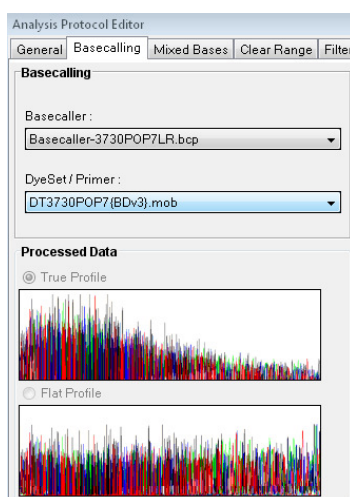 Analysis Protocol Editor
General Basecalling Mixed Bases Clear Range Filte
Basecalling
Basecaller :
Basecaller-3730POP7LR.bcp
DyeSet / Primer :
DT3730POP7{BDv3}.mob
Processed Data
True Profile
Flat Profile